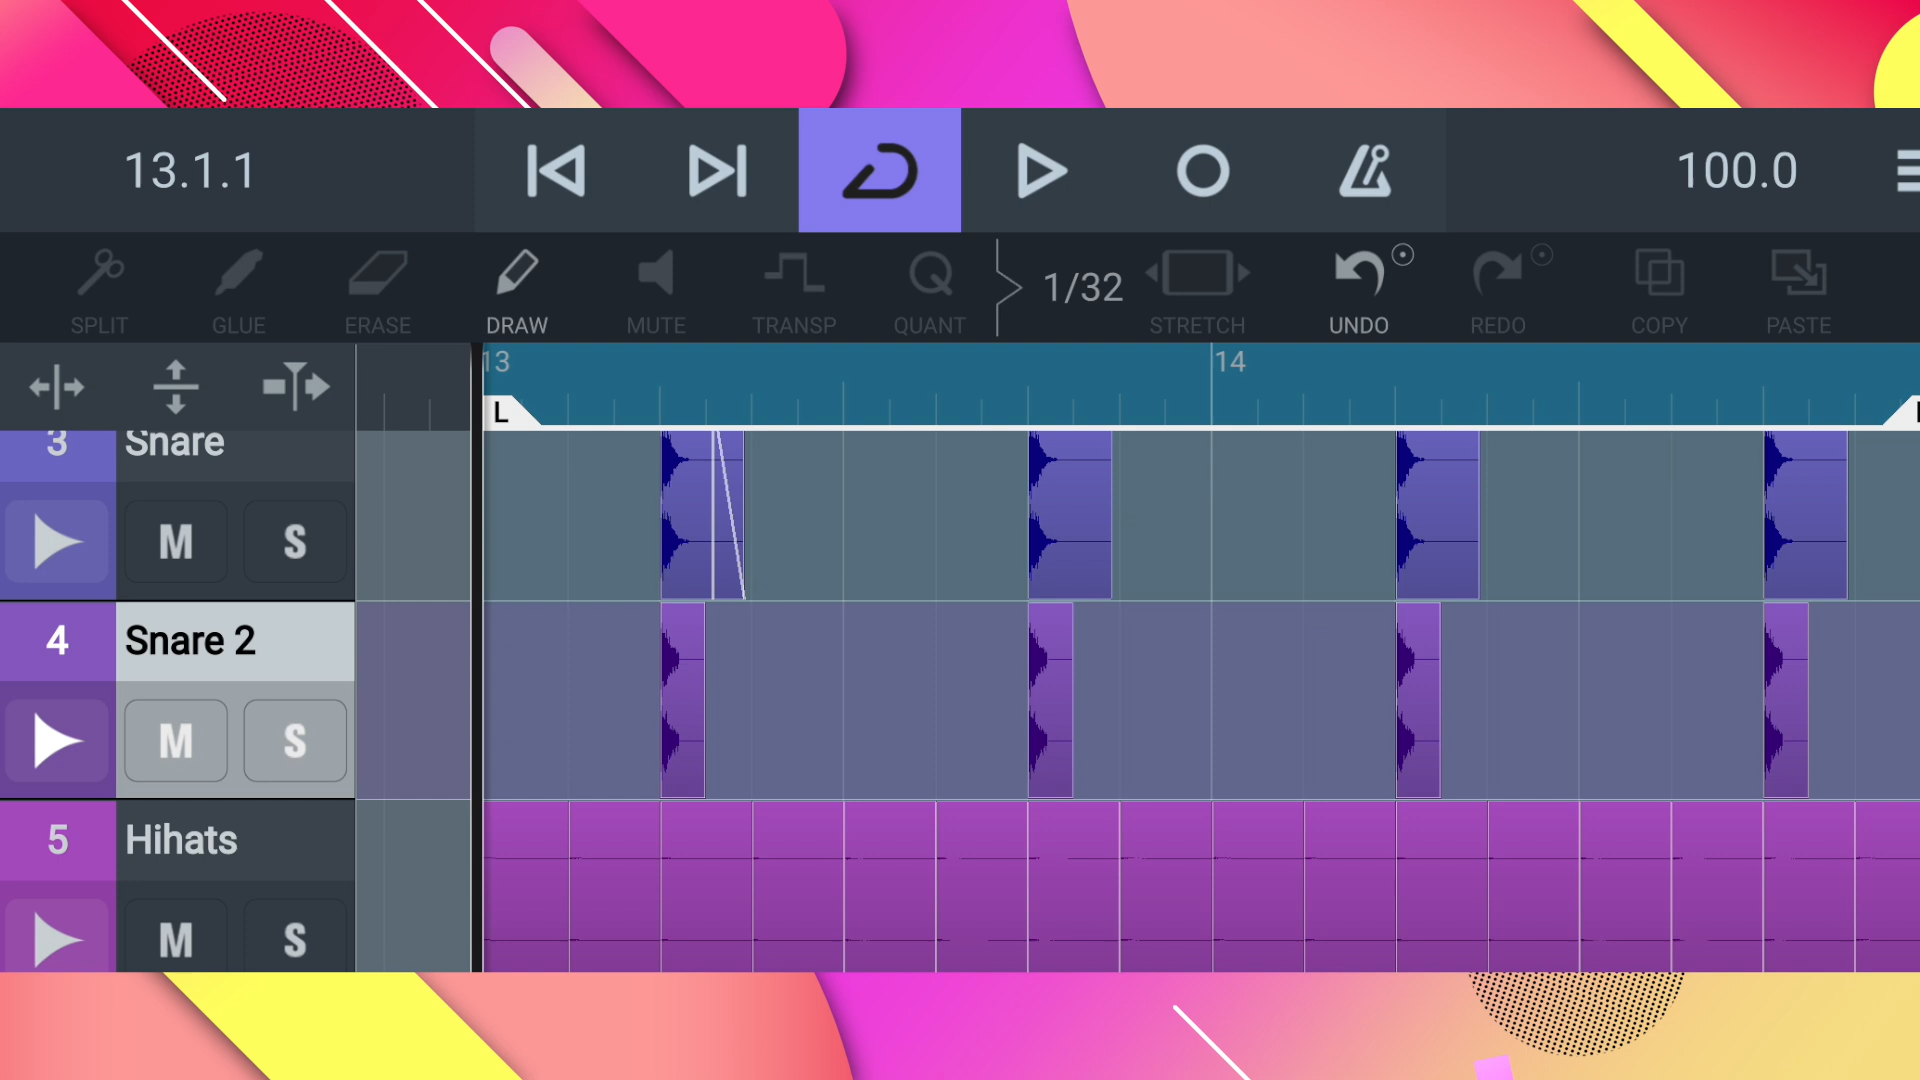 13.1.1
100.0
SPLIT GLUE ERASE DRAW MUTE TRANSP QUANT 1/32 STRETCH UNDO REDO COPY PASTE
13 14
L
3 Snare
M S
4 Snare 2
M S
5 Hihats
M S